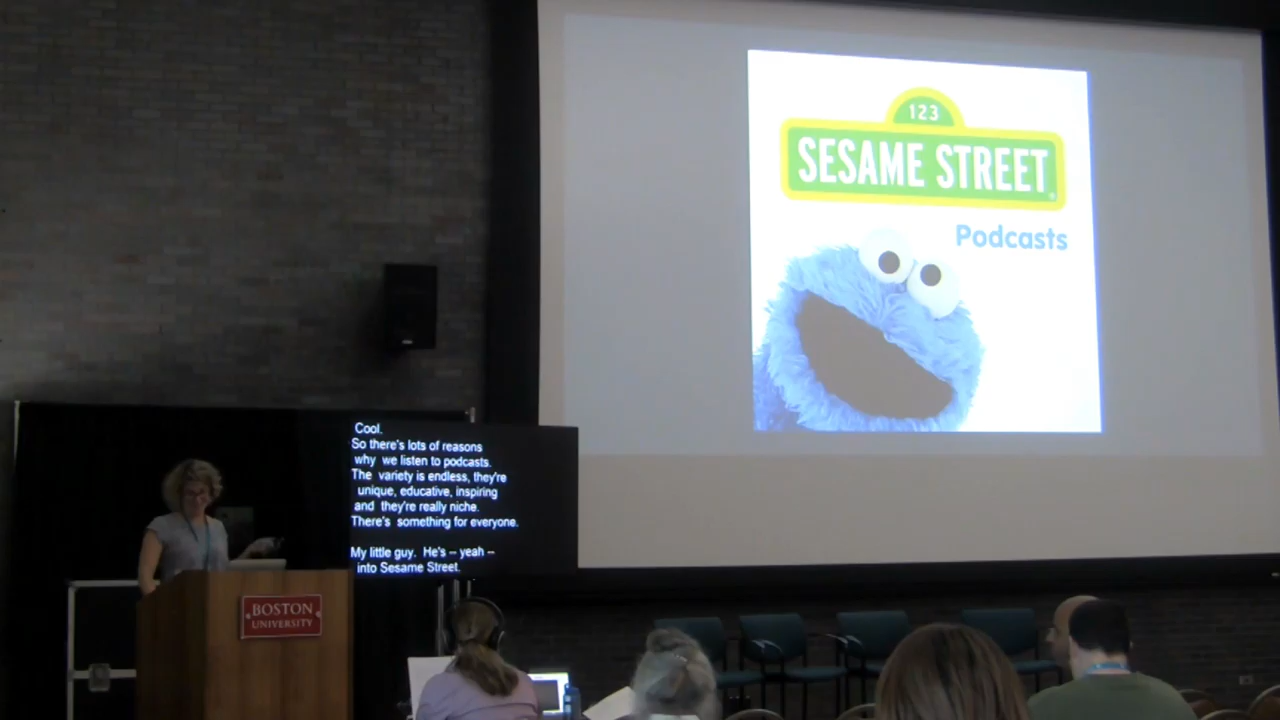 123
SESAME STREET
Podcasts
Cool.
So there's lots of reasons
why we listen to podcasts.
The variety is endless, they're
unique, educative, inspiring
and they're really niche.
There's something for everyone.
My little guy. He's -- yeah --
into Sesame Street.
BOSTON
UNIVERSITY